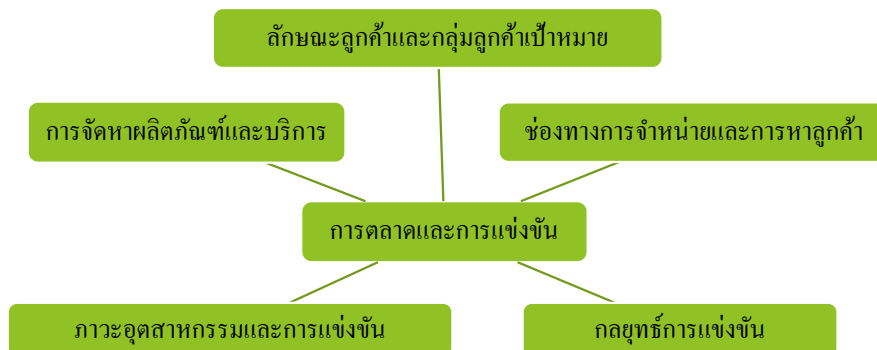 ลักษณะลูกค้าและกลุ่มลูกค้าเป้าหมาย
การจัดหาผลิตภัณฑ์และบริการ
ช่องทางการจำหน่ายและการหาลูกค้า
การตลาดและการแข่งขัน
ภาวะอุตสาหกรรมและการแข่งขัน
กลยุทธ์การแข่งขัน